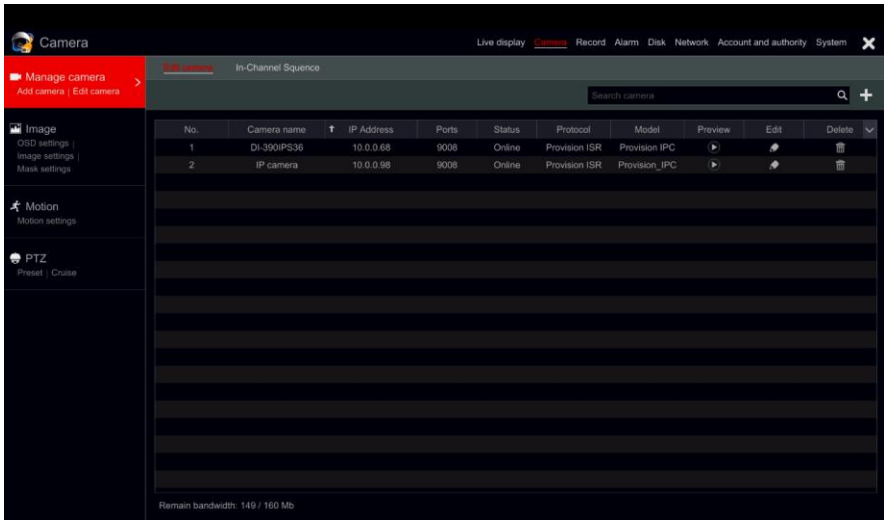 Camera
Live display Camera Record Alarm Disk Network Account and authority System
Manage camera
Add camera | Edit camera
Edit camera In-Channel Squence
Search camera
Image
OSD settings |
Image settings |
Mask settings
Motion
Motion settings
PTZ
Preset | Cruise
No. Camera name IP Address Ports Status Protocol Model Preview Edit Delete
1 DI-390IPS36 10.0.0.68 9008 Online Provision ISR Provision IPC
2 IP camera 10.0.0.98 9008 Online Provision ISR Provision_IPC
Remain bandwidth: 149 / 160 Mb